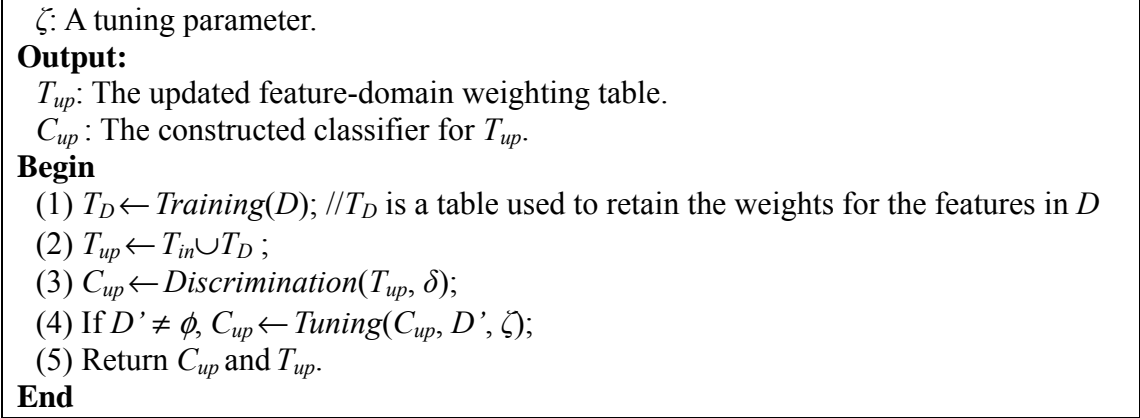 ζ: A tuning parameter.
Output:
T_up: The updated feature-domain weighting table.
C_up : The constructed classifier for T_up.
Begin
(1) T_D ← Training(D); //T_D is a table used to retain the weights for the features in D
(2) T_up ← T_in∪T_D ;
(3) C_up ← Discrimination(T_up, δ);
(4) If D’ ≠ ϕ, C_up ← Tuning(C_up, D’, ζ);
(5) Return C_up and T_up.
End